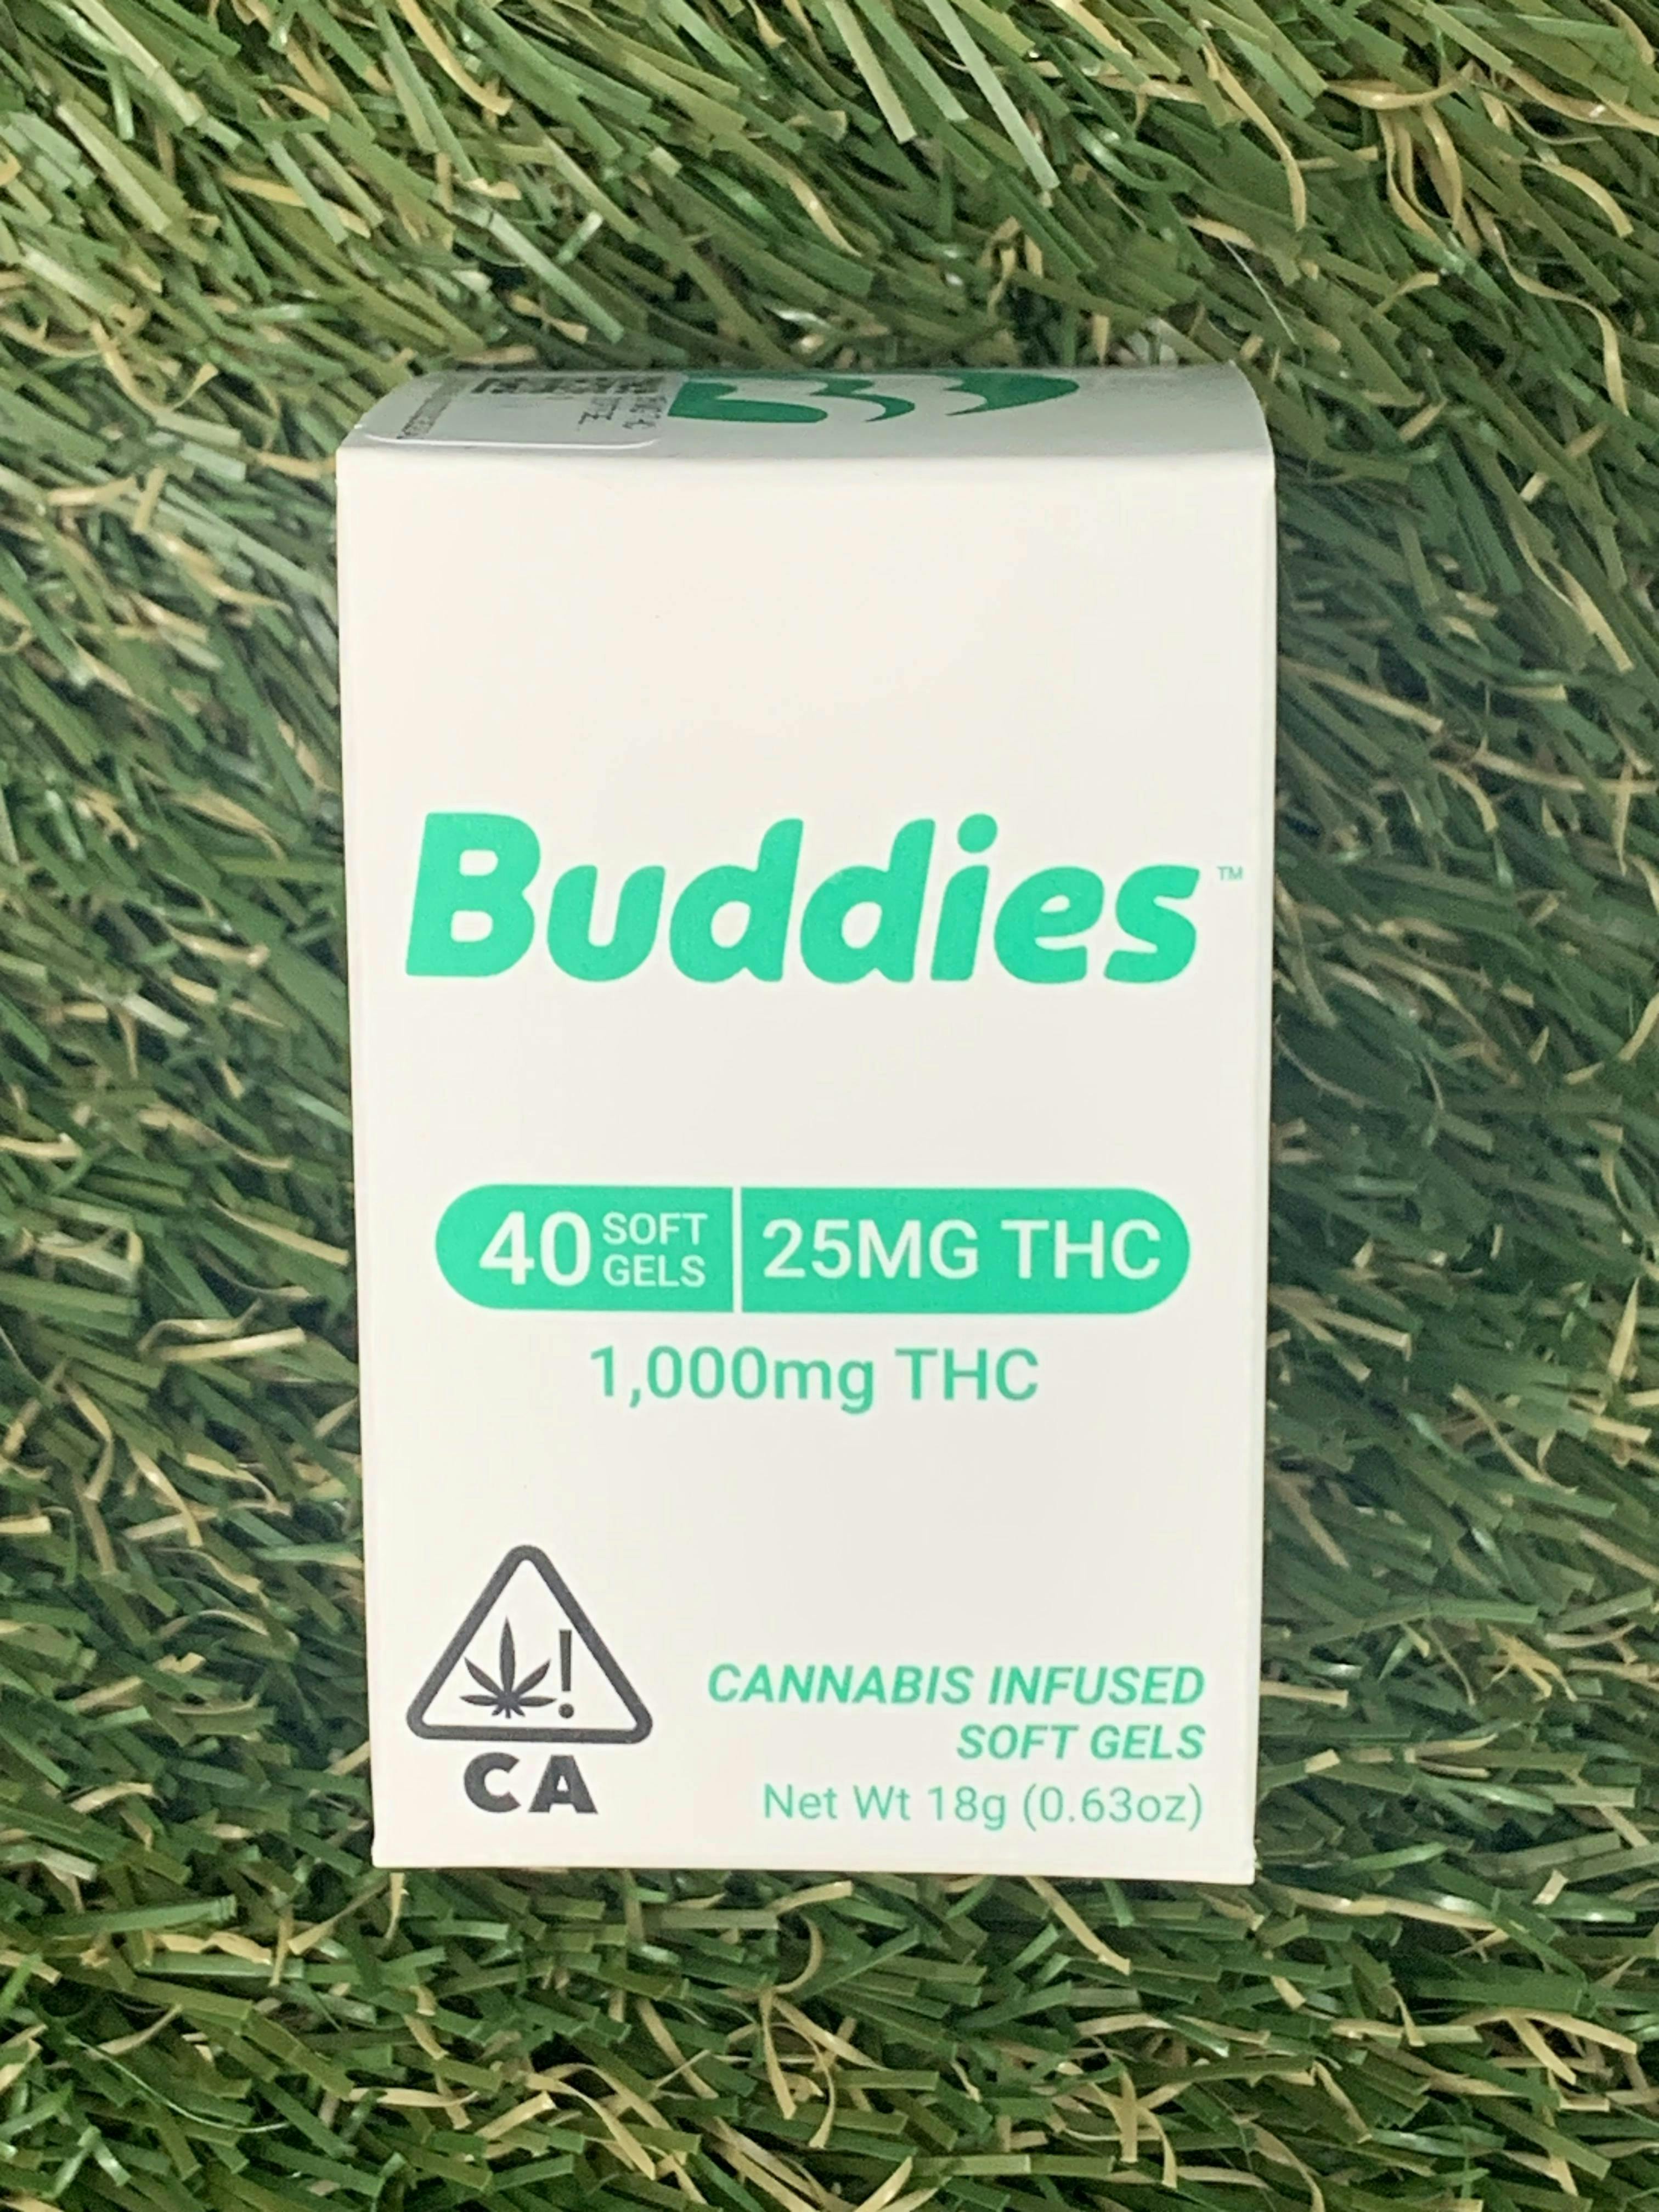 Buddies™
40 SOFT GELS | 25MG THC
1,000mg THC
CA
CANNABIS INFUSED
SOFT GELS
Net Wt 18g (0.63oz)